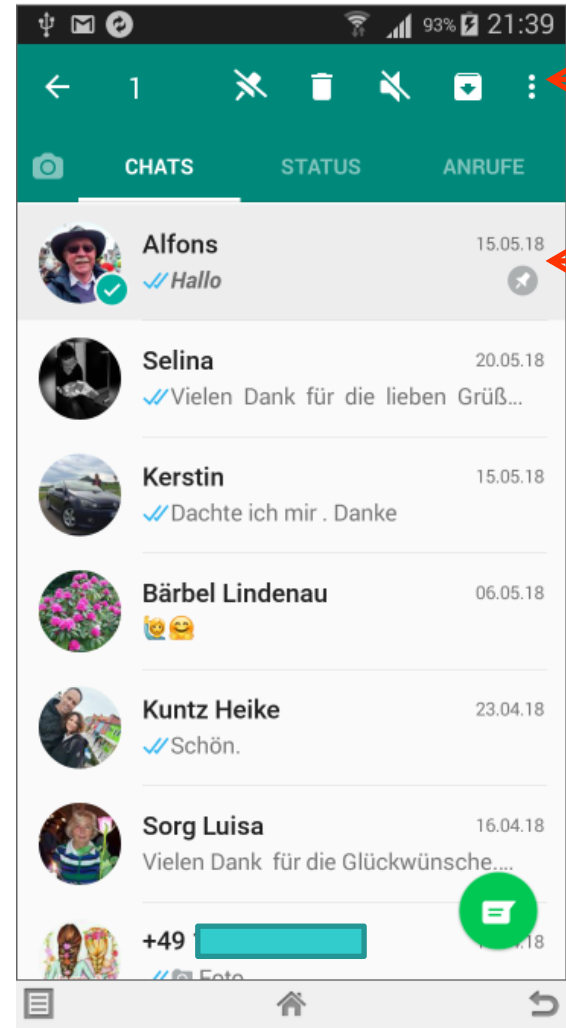 93% 21:39
1
CHATS STATUS ANRUFE
Alfons 15.05.18
Hallo
Selina 20.05.18
Vielen Dank für die lieben Grüß...
Kerstin 15.05.18
Dachte ich mir . Danke
Bärbel Lindenau 06.05.18
Kuntz Heike 23.04.18
Schön.
Sorg Luisa 16.04.18
Vielen Dank für die Glückwünsche....
+49 .18
Foto